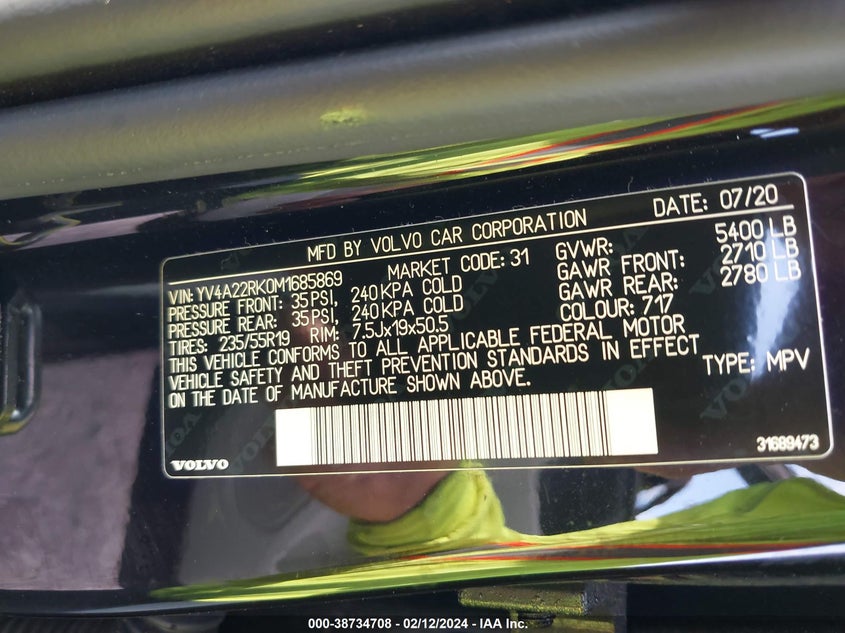 MFD BY VOLVO CAR CORPORATION DATE: 07/20
VIN: YV4A22RK0M1685869 MARKET CODE: 31 GVWR: 5400 LB
PRESSURE FRONT: 35 PSI, 240 KPA COLD GAWR FRONT: 2710 LB
PRESSURE REAR: 35 PSI, 240 KPA COLD GAWR REAR: 2780 LB
TIRES: 235/55R19 RIM: 7,5Jx19x50.5 COLOUR: 717
THIS VEHICLE CONFORMS TO ALL APPLICABLE FEDERAL MOTOR
VEHICLE SAFETY AND THEFT PREVENTION STANDARDS IN EFFECT TYPE: MPV
ON THE DATE OF MANUFACTURE SHOWN ABOVE.
VOLVO 31689473
000-38734708 - 02/12/2024 - IAA Inc.